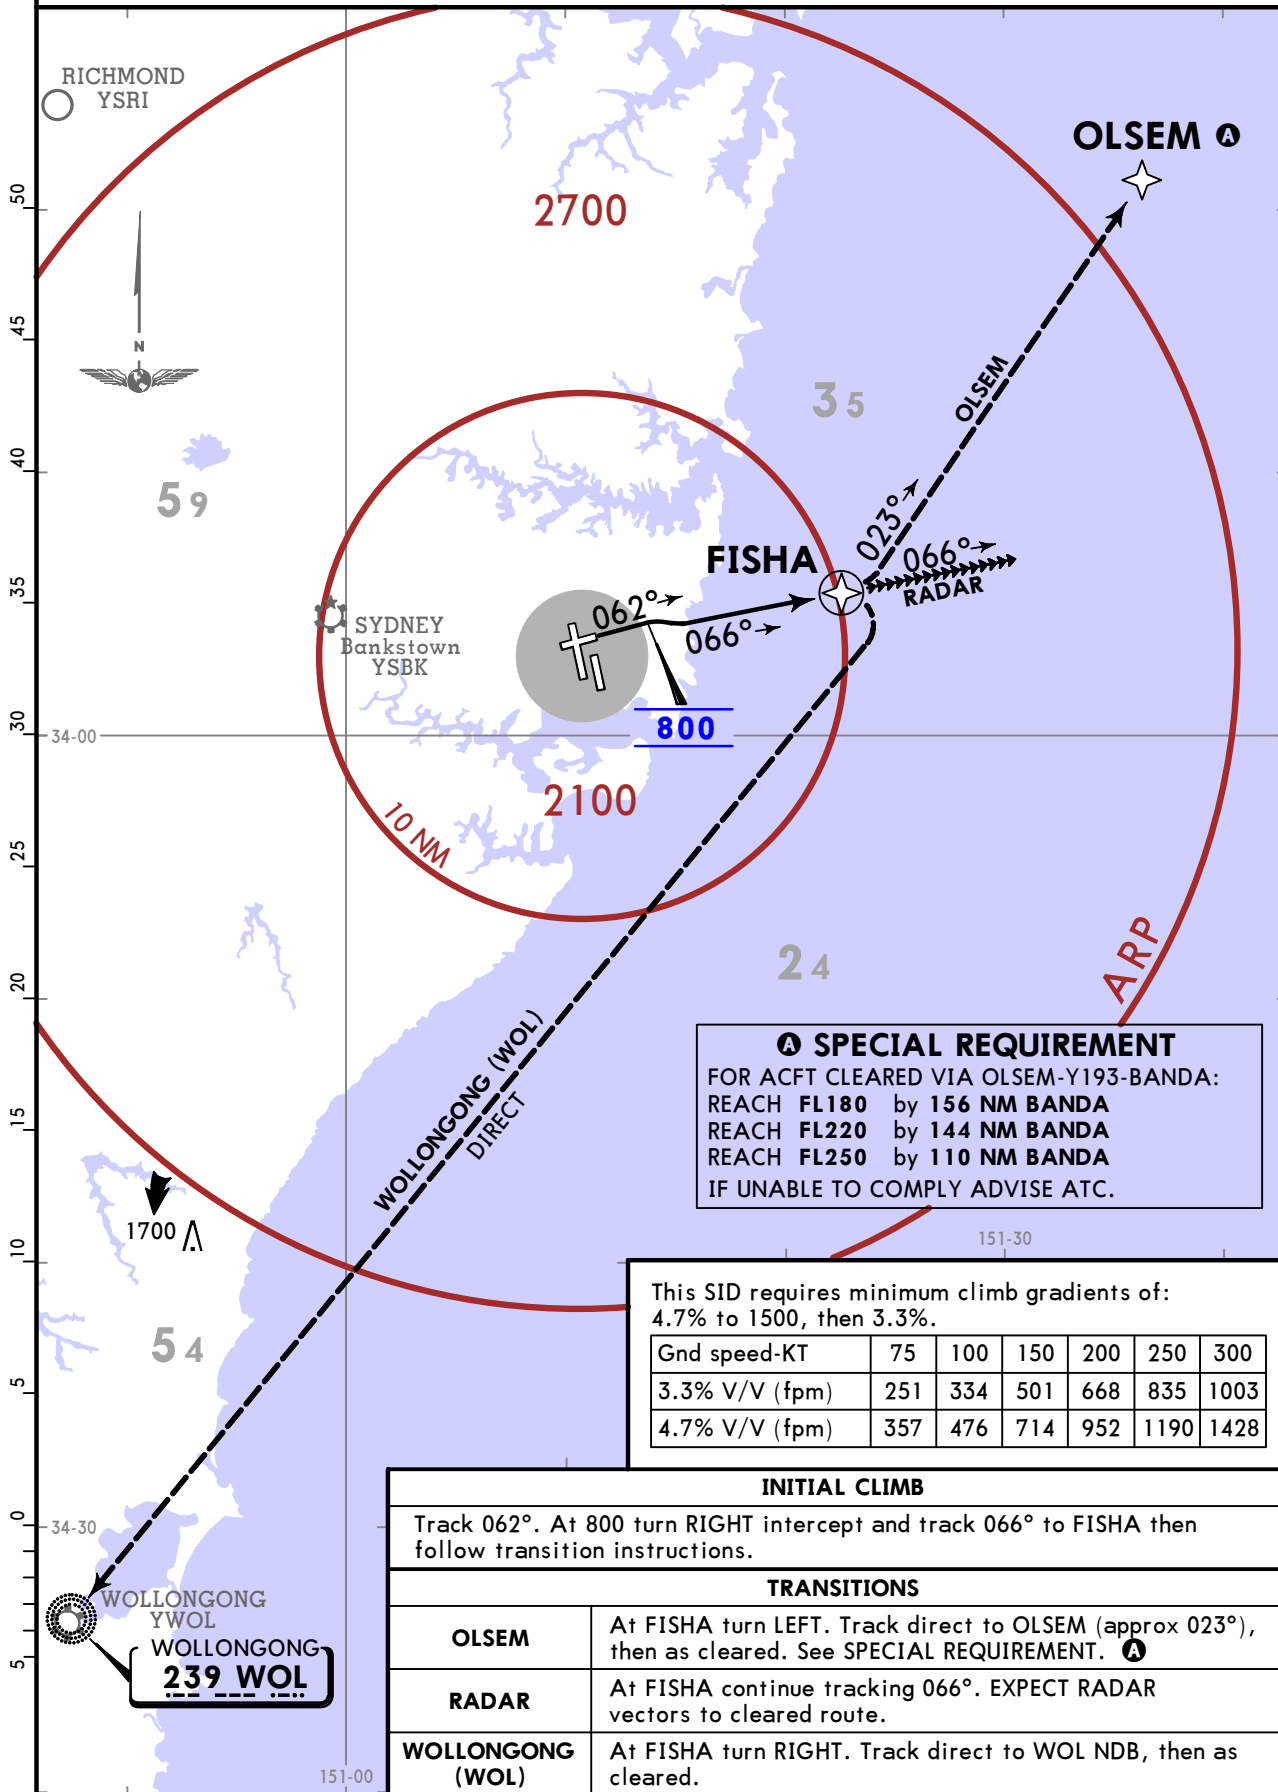 RICHMOND
YSRI
OLSEM A
2700
50
45
40
35
30
25
20
15
10
5
0
5
N
35
OLSEM
59
023°
066°
RADAR
FISHA
062°
066°
SYDNEY
Bankstown
YSBK
800
34-00
2100
10 NM
24
ARP
WOLLONGONG (WOL)
DIRECT
A SPECIAL REQUIREMENT
FOR ACFT CLEARED VIA OLSEM-Y193-BANDA:
REACH FL180 by 156 NM BANDA
REACH FL220 by 144 NM BANDA
REACH FL250 by 110 NM BANDA
IF UNABLE TO COMPLY ADVISE ATC.
1700
151-30
54
This SID requires minimum climb gradients of:
4.7% to 1500, then 3.3%.
Gnd speed-KT 75 100 150 200 250 300
3.3% V/V (fpm) 251 334 501 668 835 1003
4.7% V/V (fpm) 357 476 714 952 1190 1428
34-30
WOLLONGONG
YWOL
WOLLONGONG
239 WOL
151-00
INITIAL CLIMB
Track 062°. At 800 turn RIGHT intercept and track 066° to FISHA then
follow transition instructions.
TRANSITIONS
OLSEM
At FISHA turn LEFT. Track direct to OLSEM (approx 023°),
then as cleared. See SPECIAL REQUIREMENT. A
RADAR
At FISHA continue tracking 066°. EXPECT RADAR
vectors to cleared route.
WOLLONGONG
(WOL)
At FISHA turn RIGHT. Track direct to WOL NDB, then as
cleared.